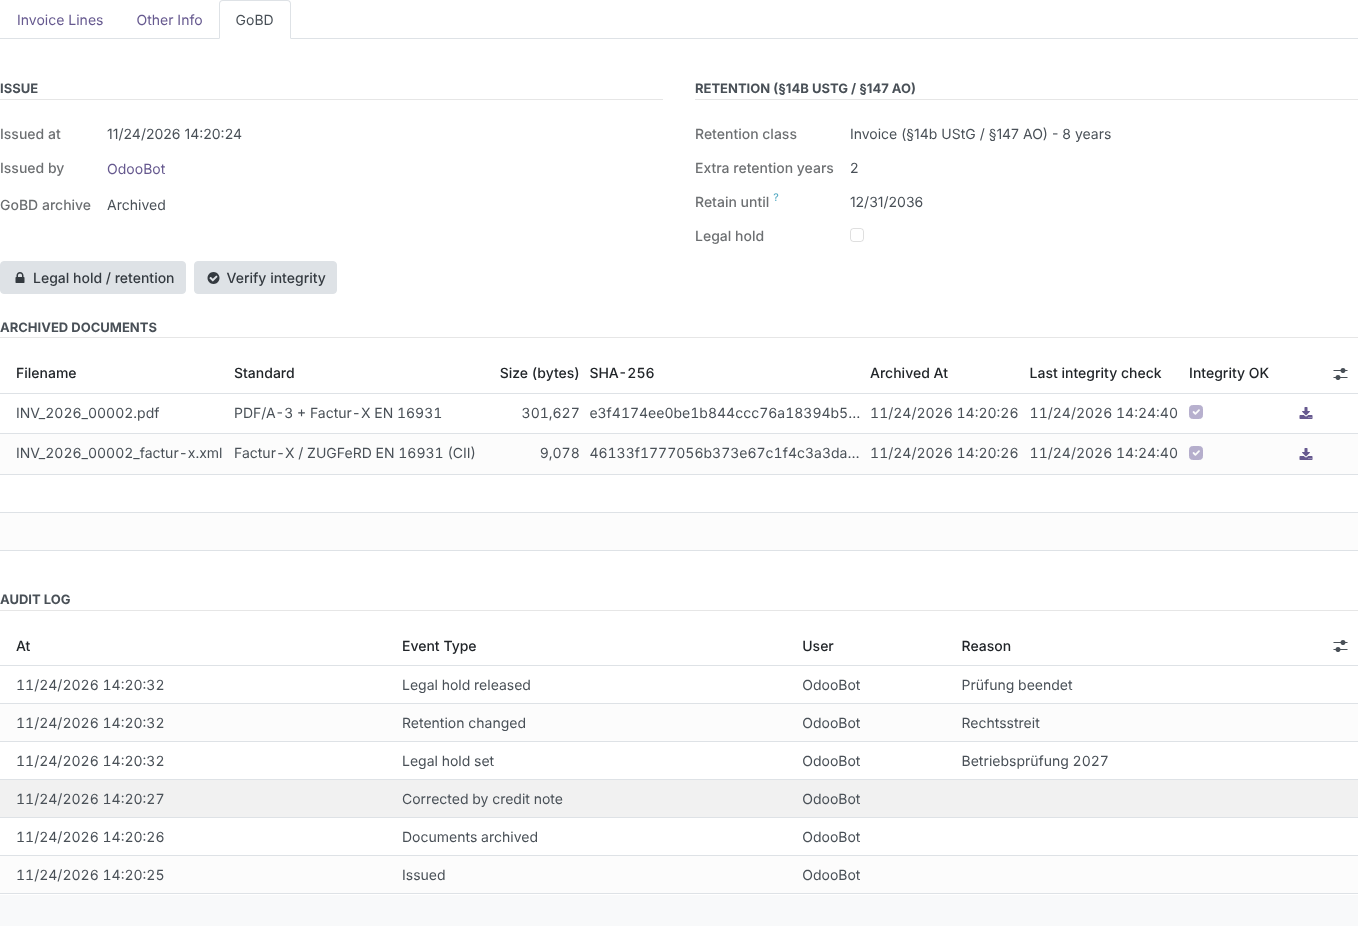 Invoice Lines Other Info GoBD
ISSUE
Issued at 11/24/2026 14:20:24
Issued by OdooBot
GoBD archive Archived
RETENTION (§14B USTG / §147 AO)
Retention class Invoice (§14b UStG / §147 AO) - 8 years
Extra retention years 2
Retain until ? 12/31/2036
Legal hold
Legal hold / retention Verify integrity
ARCHIVED DOCUMENTS
Filename Standard Size (bytes) SHA-256 Archived At Last integrity check Integrity OK
INV_2026_00002.pdf PDF/A-3 + Factur-X EN 16931 301,627 e3f4174ee0be1b844ccc76a18394b5... 11/24/2026 14:20:26 11/24/2026 14:24:40
INV_2026_00002_factur-x.xml Factur-X / ZUGFeRD EN 16931 (CII) 9,078 46133f1777056b373e67c1f4c3a3da... 11/24/2026 14:20:26 11/24/2026 14:24:40
AUDIT LOG
At Event Type User Reason
11/24/2026 14:20:32 Legal hold released OdooBot Prüfung beendet
11/24/2026 14:20:32 Retention changed OdooBot Rechtsstreit
11/24/2026 14:20:32 Legal hold set OdooBot Betriebsprüfung 2027
11/24/2026 14:20:27 Corrected by credit note OdooBot
11/24/2026 14:20:26 Documents archived OdooBot
11/24/2026 14:20:25 Issued OdooBot